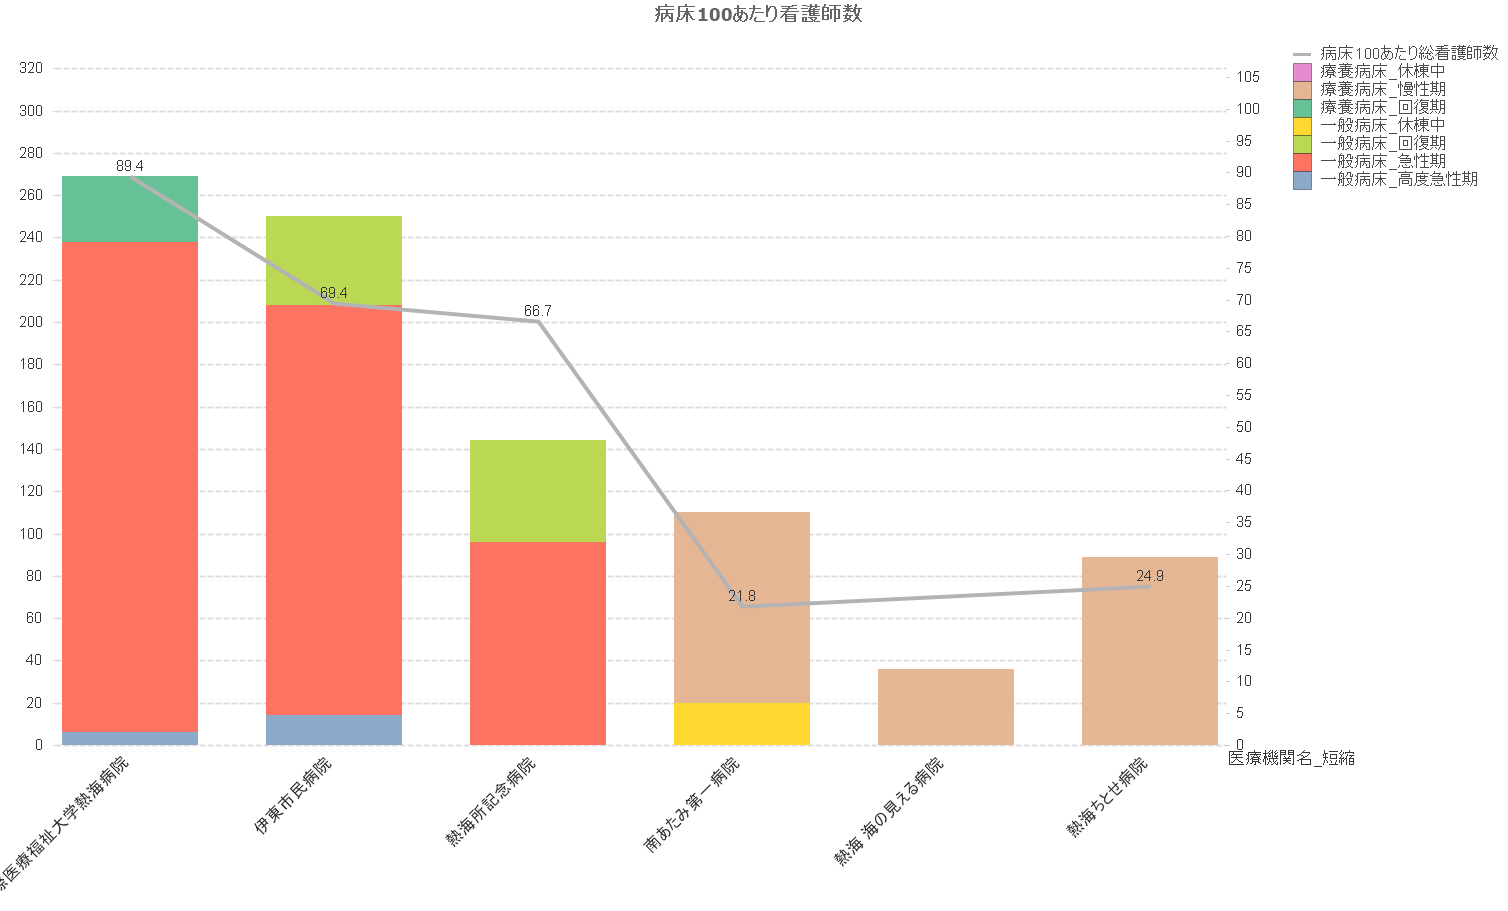 病床100あたり看護師数
320
300
280
260
240
220
200
180
160
140
120
100
80
60
40
20
0
89.4
69.4
66.7
21.8
24.9
105
100
95
90
85
80
75
70
65
60
55
50
45
40
35
30
25
20
15
10
5
0
病床100あたり総看護師数
療養病床_休棟中
療養病床_慢性期
療養病床_回復期
一般病床_休棟中
一般病床_回復期
一般病床_急性期
一般病床_高度急性期
医療機関名_短縮
際医療福祉大学熱海病院
伊東市民病院
熱海所記念病院
南あたみ第一病院
熱海 海の見える病院
熱海ちとせ病院